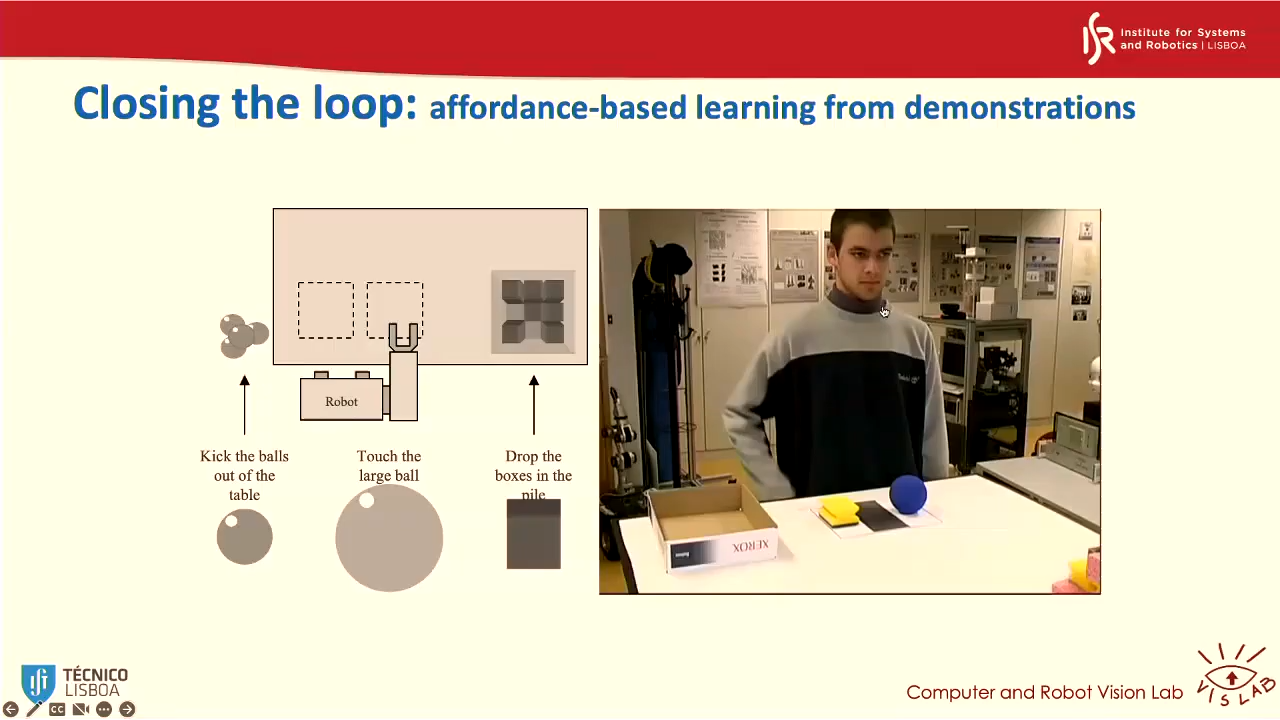 Institute for Systems
and Robotics | LISBOA
Closing the loop: affordance-based learning from demonstrations
Robot
Kick the balls
out of the
table
Touch the
large ball
Drop the
boxes in the
pile
XEROX
TÉCNICO
LISBOA
CC
Computer and Robot Vision Lab
VISLAB